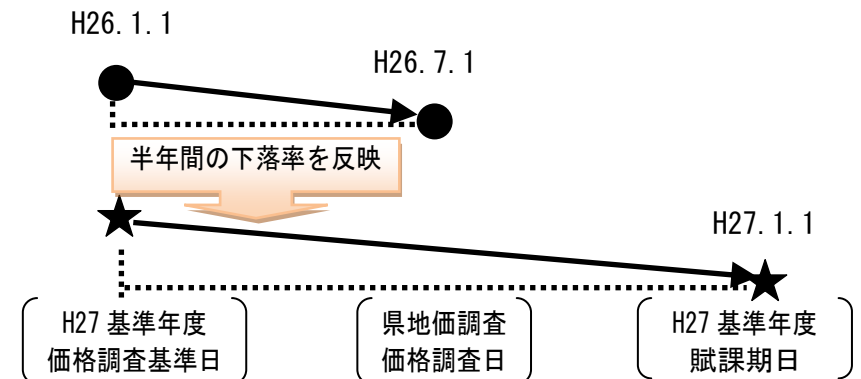 H26.1.1
H26.7.1
半年間の下落率を反映
H27.1.1
H27 基準年度
価格調査基準日
県地価調査
価格調査日
H27 基準年度
賦課期日